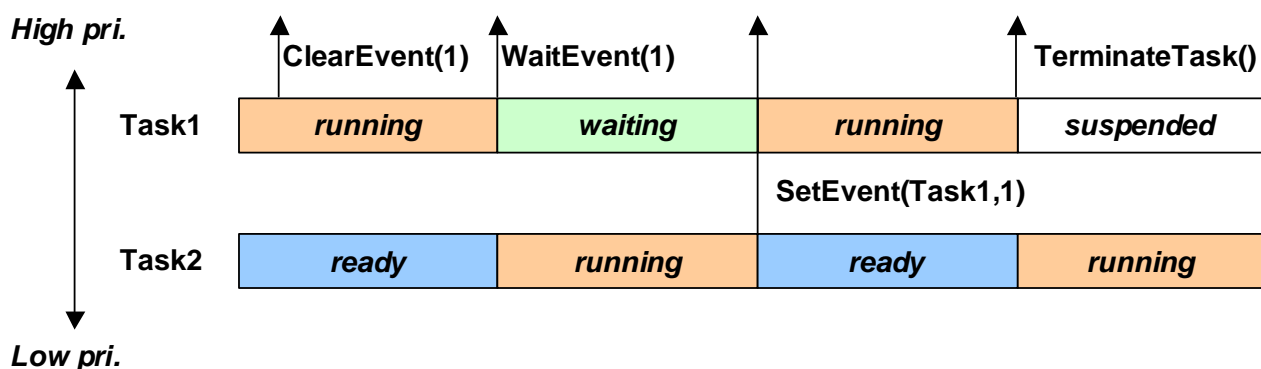 High pri.
ClearEvent(1) WaitEvent(1) TerminateTask()
Task1 running waiting running suspended
SetEvent(Task1,1)
Task2 ready running ready running
Low pri.